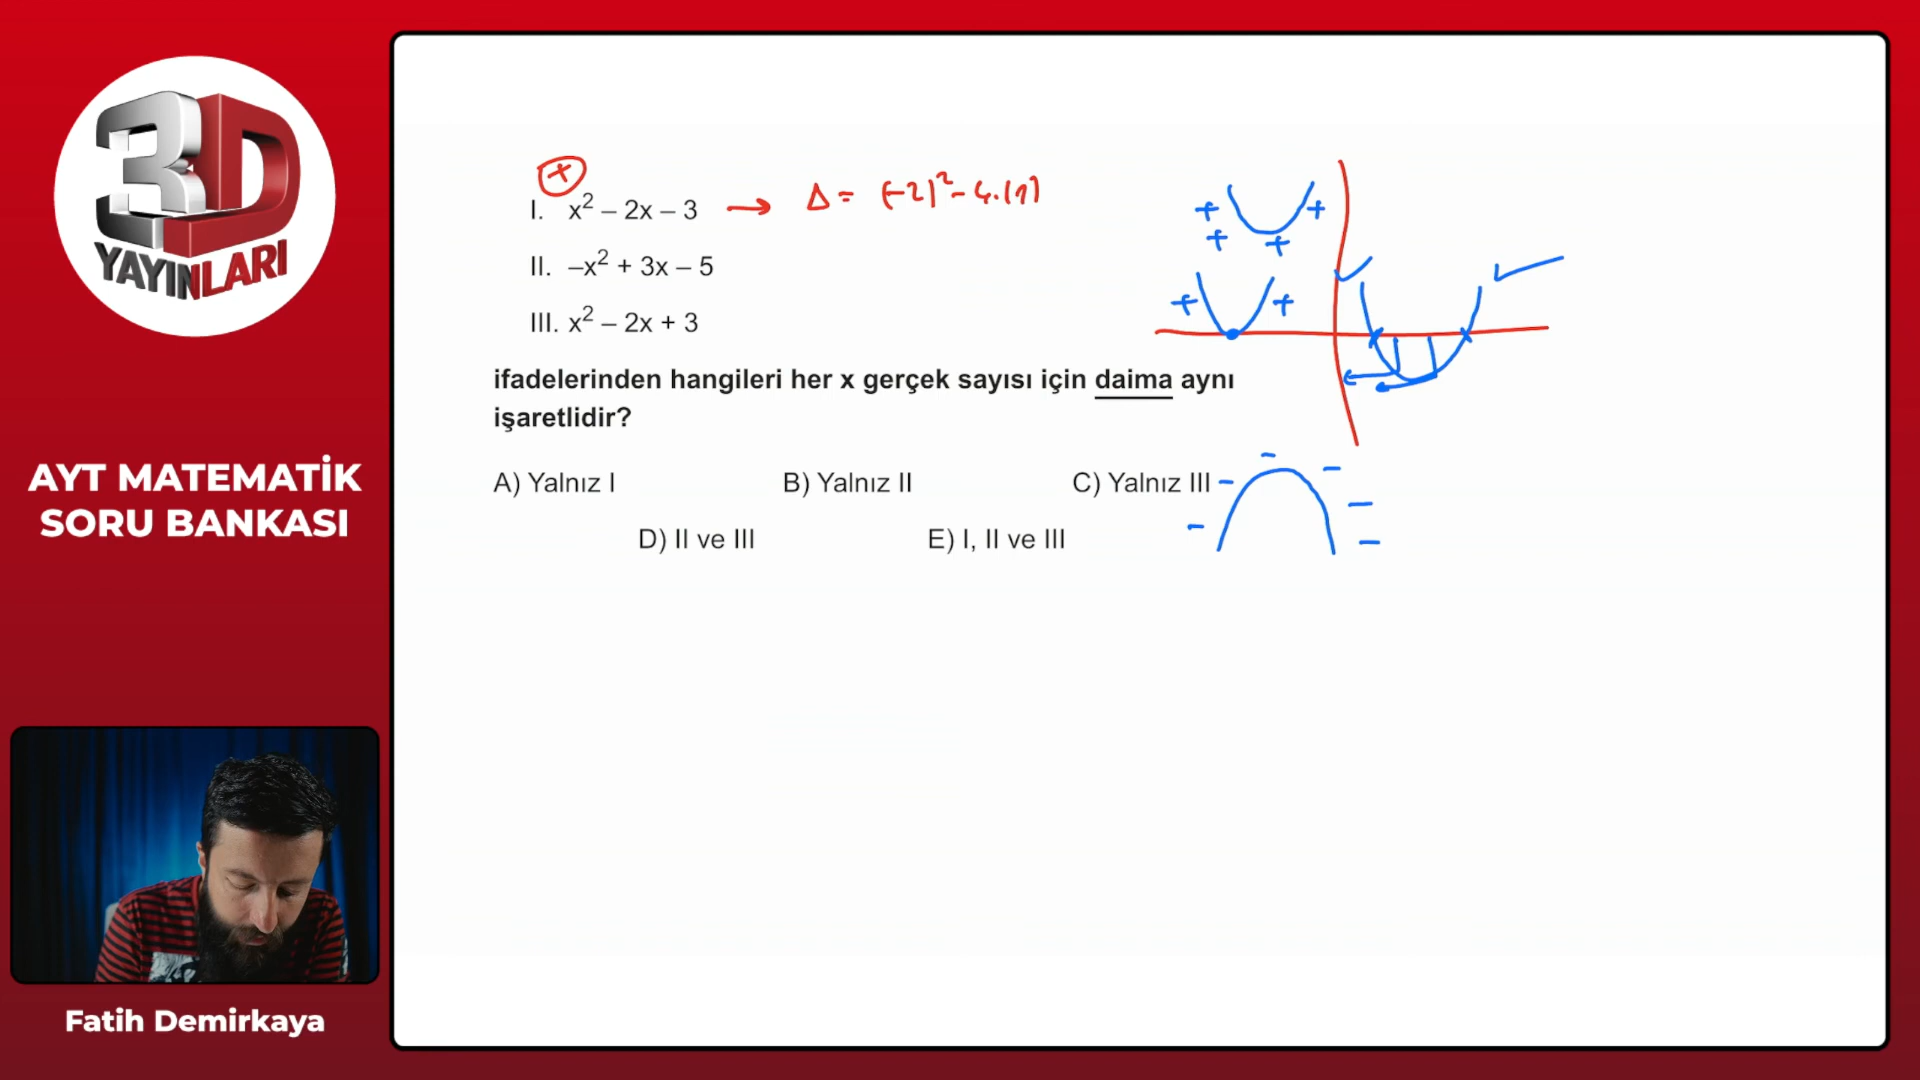 3D
YAYINLARI
AYT MATEMATİK
SORU BANKASI
Fatih Demirkaya
+
I. x² – 2x – 3 → Δ = (-2)² - 4.(1)
II. –x² + 3x – 5
III. x² – 2x + 3
ifadelerinden hangileri her x gerçek sayısı için daima aynı
işaretlidir?
A) Yalnız I B) Yalnız II C) Yalnız III
D) II ve III E) I, II ve III
+ +
+ +
+ +
- -
- -
- -